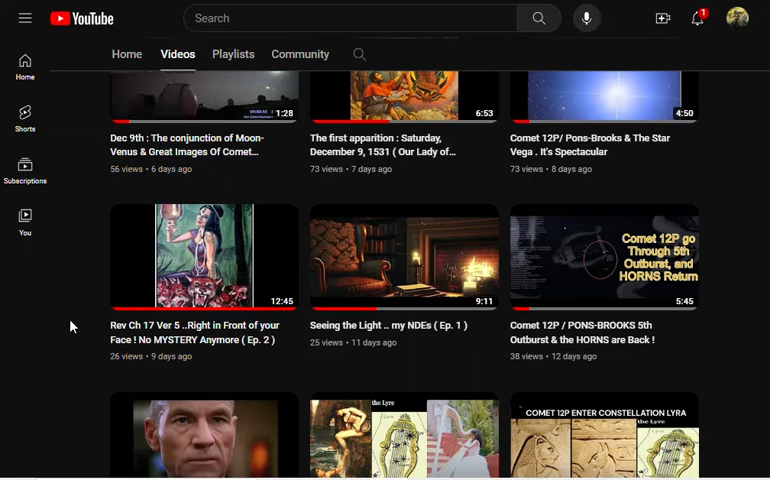 YouTube
Search
1
Home
Videos
Playlists
Community
Home
Shorts
Subscriptions
You
1:28
6:53
4:50
Dec 9th : The conjunction of Moon-
Venus & Great Images Of Comet...
56 views • 6 days ago
The first apparition : Saturday,
December 9, 1531 ( Our Lady of...
73 views • 7 days ago
Comet 12P/ Pons-Brooks & The Star
Vega . It's Spectacular
73 views • 8 days ago
12:45
9:11
Comet 12P go
Through 5th
Outburst, and
HORNS Return
5:45
Rev Ch 17 Ver 5 ..Right in Front of your
Face ! No MYSTERY Anymore ( Ep. 2 )
26 views • 9 days ago
Seeing the Light .. my NDEs ( Ep. 1 )
25 views • 11 days ago
Comet 12P / PONS-BROOKS 5th
Outburst & the HORNS are Back !
38 views • 12 days ago
the Lyre
COMET 12P ENTER CONSTELLATION LYRA
the Lyre